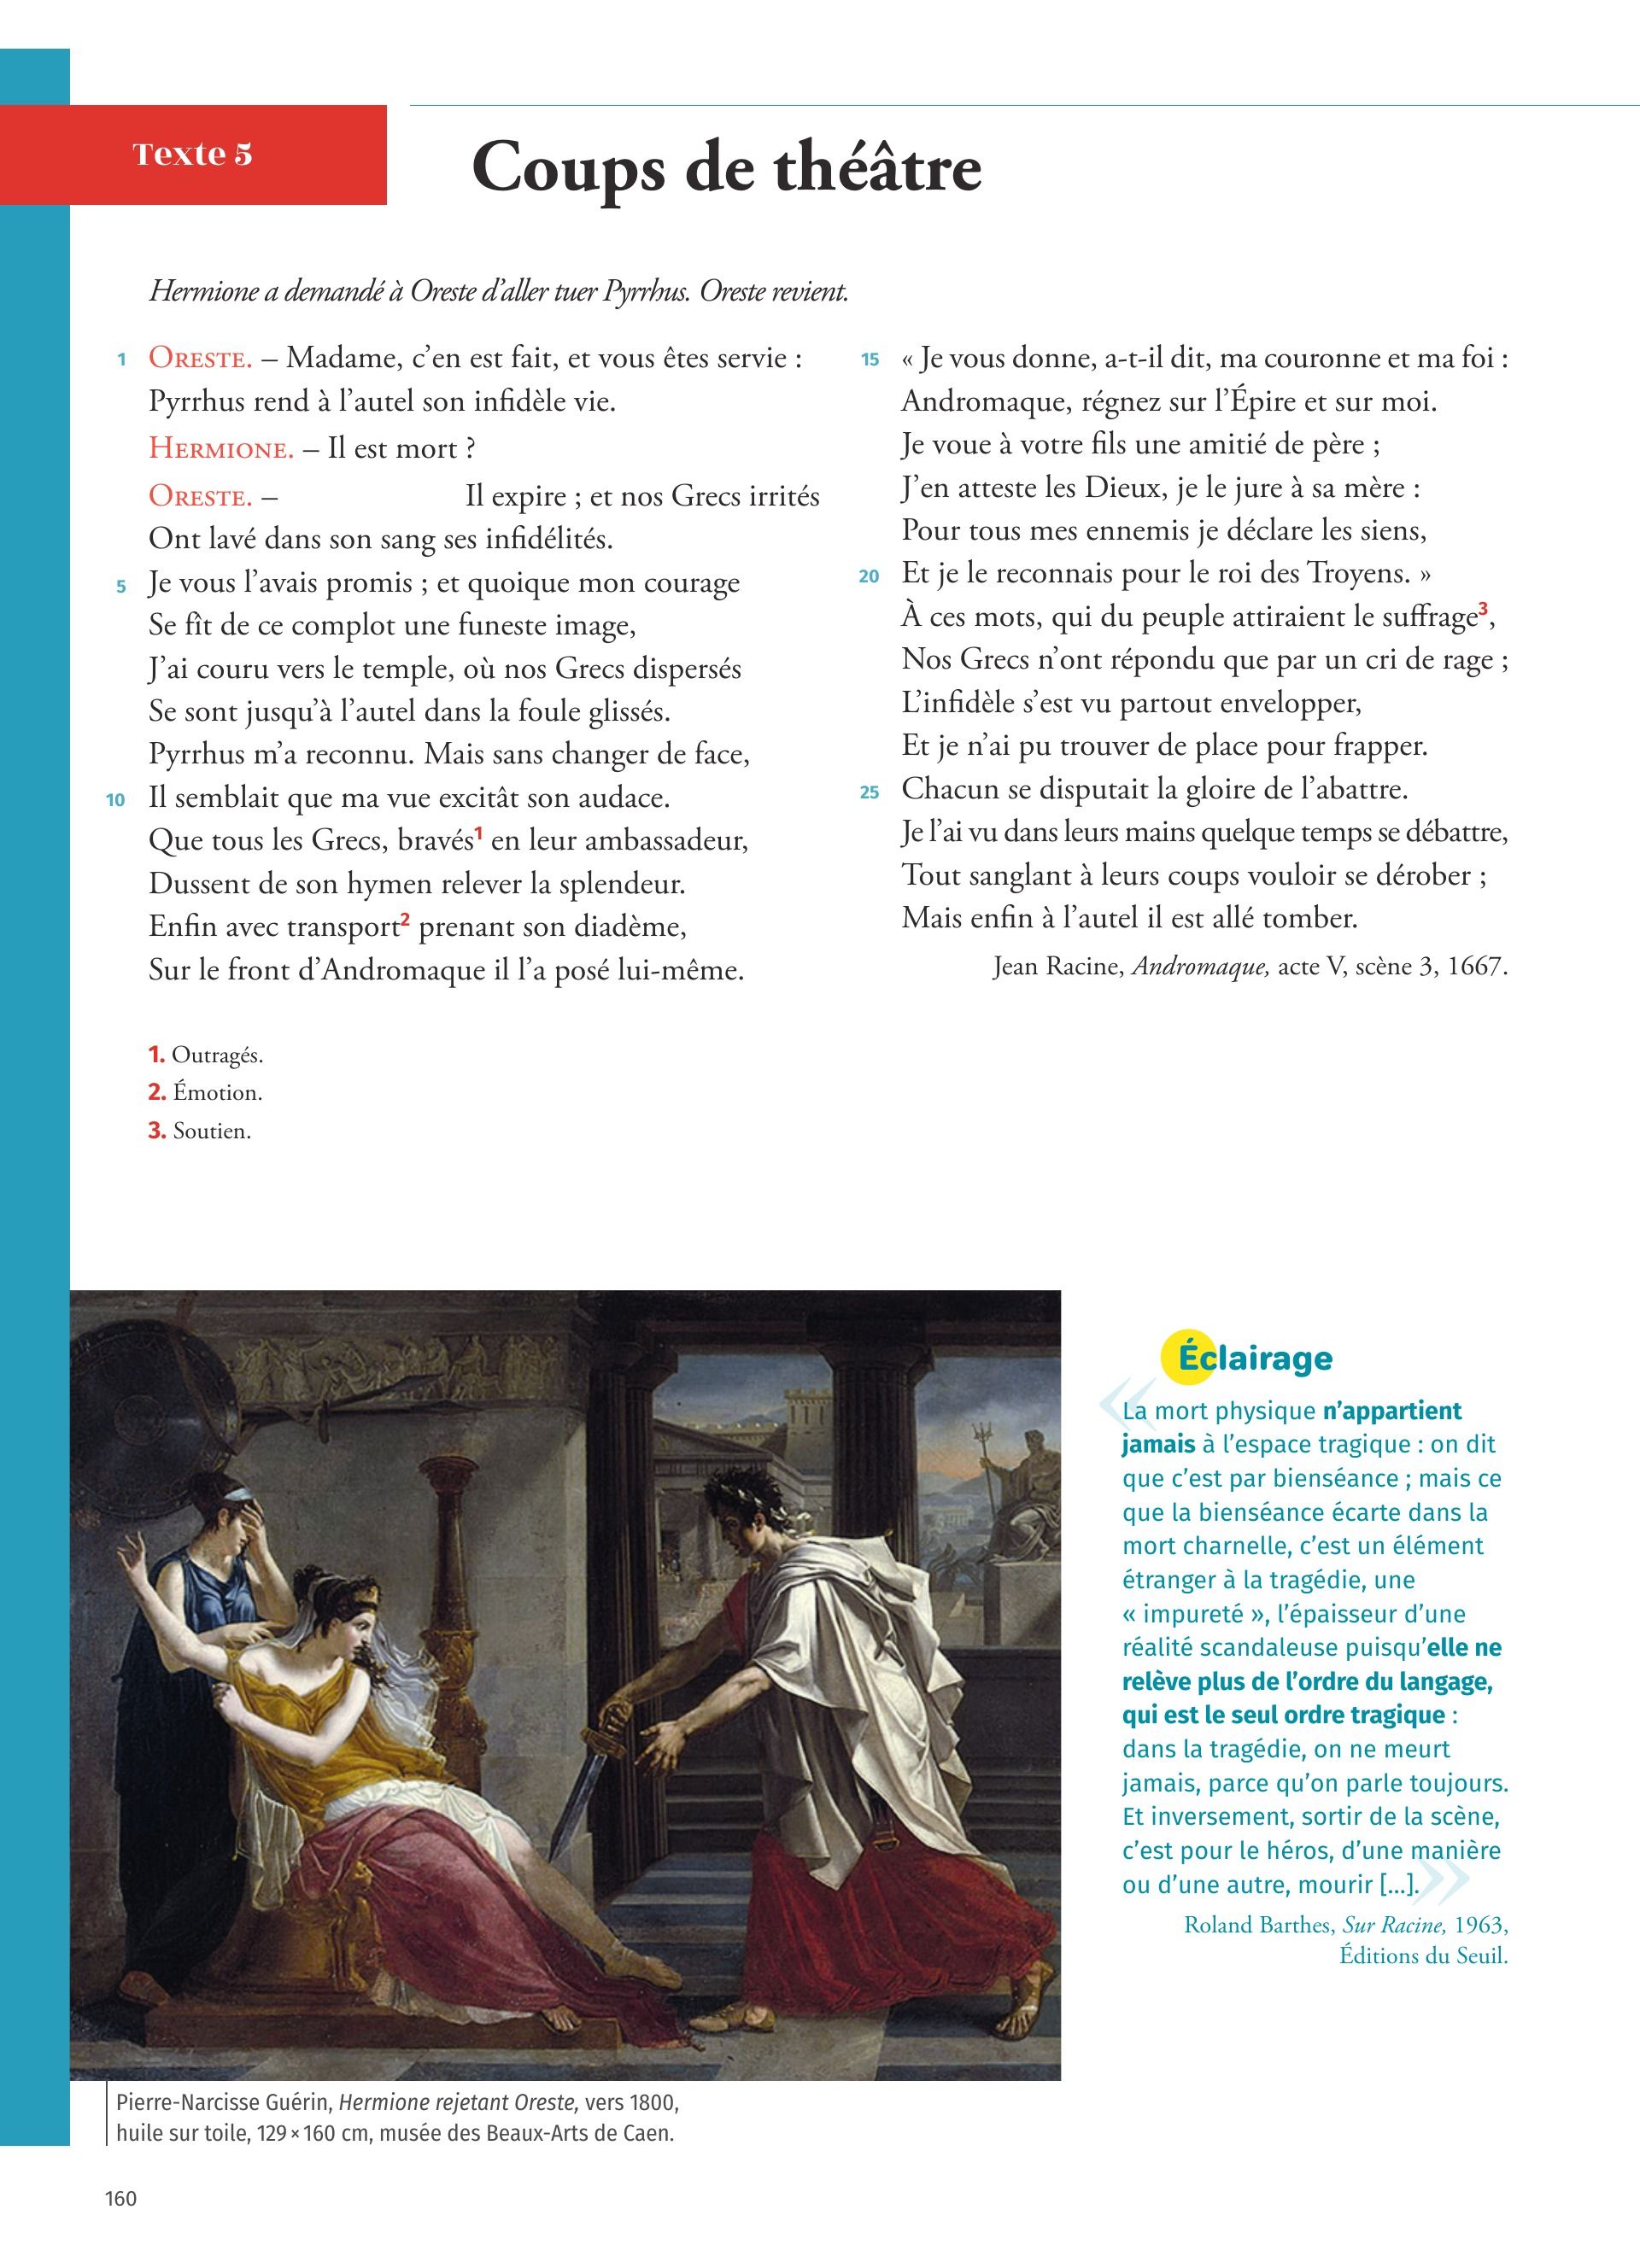 Texte 5
Coups de théâtre
Hermione a demandé à Oreste d’aller tuer Pyrrhus. Oreste revient.
1 ORESTE. – Madame, c’en est fait, et vous êtes servie :
Pyrrhus rend à l’autel son infidèle vie.
HERMIONE. – Il est mort ?
ORESTE. – Il expire ; et nos Grecs irrités
Ont lavé dans son sang ses infidélités.
5 Je vous l’avais promis ; et quoique mon courage
Se fît de ce complot une funeste image,
J’ai couru vers le temple, où nos Grecs dispersés
Se sont jusqu’à l’autel dans la foule glissés.
Pyrrhus m’a reconnu. Mais sans changer de face,
10 Il semblait que ma vue excitât son audace.
Que tous les Grecs, bravés1 en leur ambassadeur,
Dussent de son hymen relever la splendeur.
Enfin avec transport2 prenant son diadème,
Sur le front d’Andromaque il l’a posé lui-même.
15 « Je vous donne, a-t-il dit, ma couronne et ma foi :
Andromaque, régnez sur l’Épire et sur moi.
Je voue à votre fils une amitié de père ;
J’en atteste les Dieux, je le jure à sa mère :
Pour tous mes ennemis je déclare les siens,
20 Et je le reconnais pour le roi des Troyens. »
À ces mots, qui du peuple attiraient le suffrage3,
Nos Grecs n’ont répondu que par un cri de rage ;
L’infidèle s’est vu partout envelopper,
Et je n’ai pu trouver de place pour frapper.
25 Chacun se disputait la gloire de l’abattre.
Je l’ai vu dans leurs mains quelque temps se débattre,
Tout sanglant à leurs coups vouloir se dérober ;
Mais enfin à l’autel il est allé tomber.
Jean Racine, Andromaque, acte V, scène 3, 1667.
1. Outragés.
2. Émotion.
3. Soutien.
Éclairage
« La mort physique n’appartient
jamais à l’espace tragique : on dit
que c’est par bienséance ; mais ce
que la bienséance écarte dans la
mort charnelle, c’est un élément
étranger à la tragédie, une
« impureté », l’épaisseur d’une
réalité scandaleuse puisqu’elle ne
relève plus de l’ordre du langage,
qui est le seul ordre tragique :
dans la tragédie, on ne meurt
jamais, parce qu’on parle toujours.
Et inversement, sortir de la scène,
c’est pour le héros, d’une manière
ou d’une autre, mourir [...]. »
Roland Barthes, Sur Racine, 1963,
Éditions du Seuil.
Pierre-Narcisse Guérin, Hermione rejetant Oreste, vers 1800,
huile sur toile, 129 × 160 cm, musée des Beaux-Arts de Caen.
160